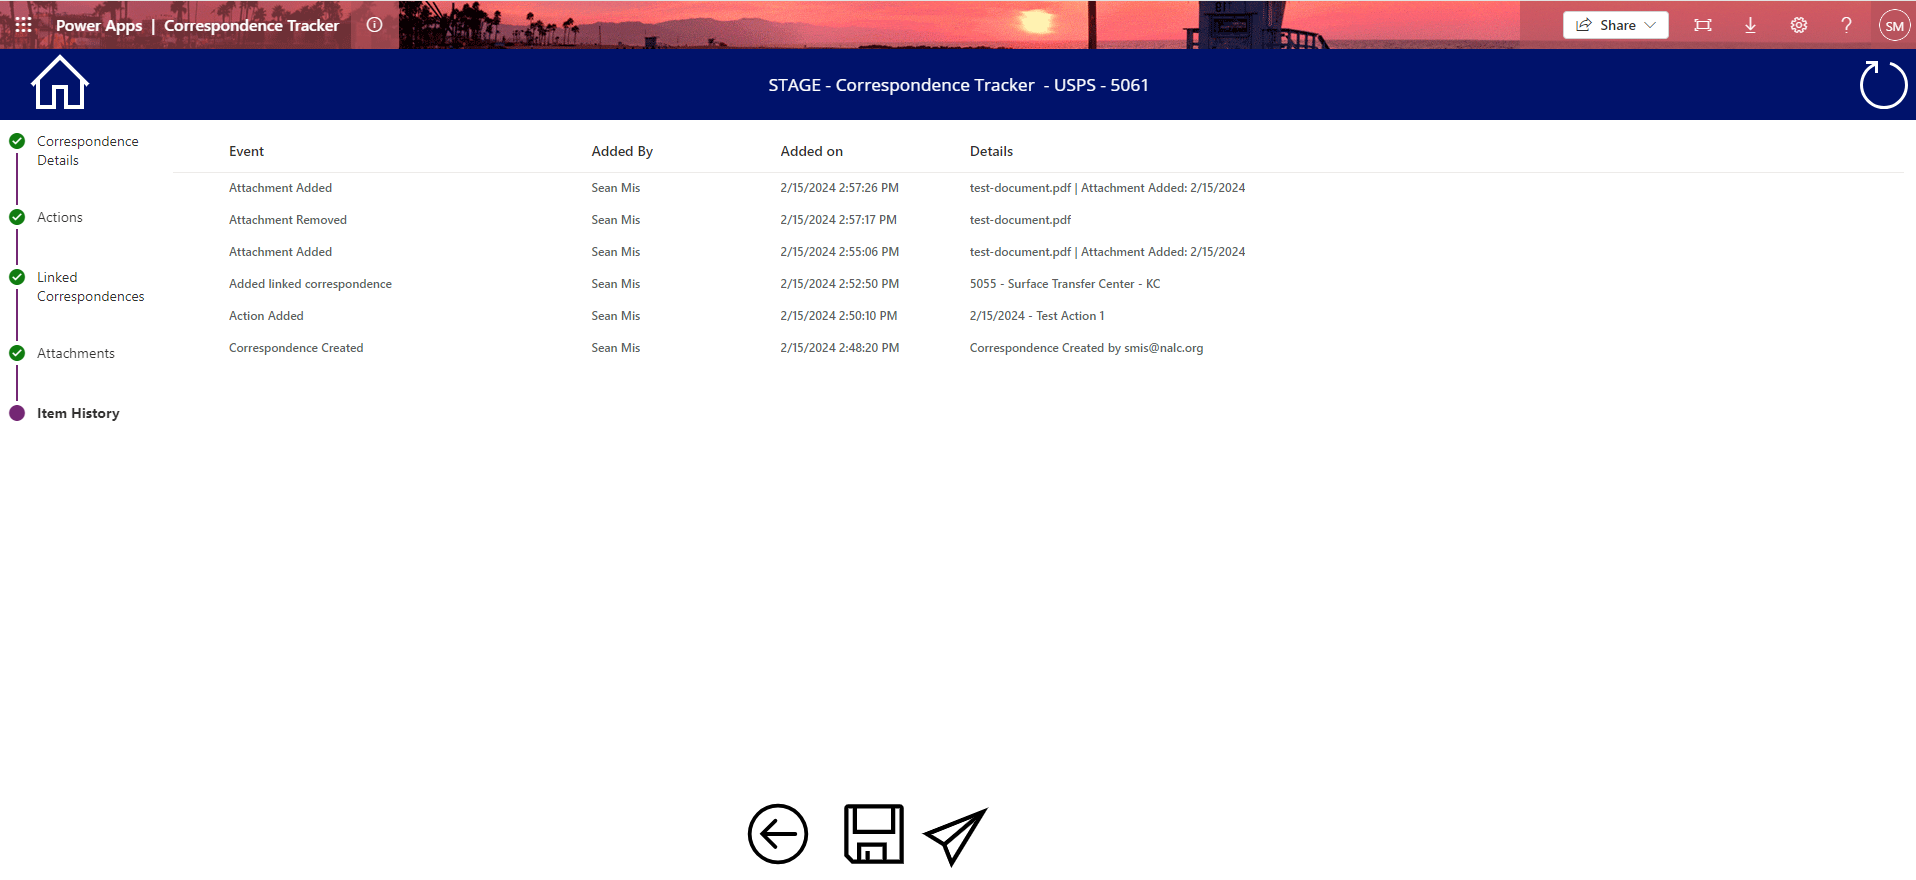 Power Apps | Correspondence Tracker
Share
?
SM
STAGE - Correspondence Tracker - USPS - 5061
Correspondence
Details
Actions
Linked
Correspondences
Attachments
Item History
Event Added By Added on Details
Attachment Added Sean Mis 2/15/2024 2:57:26 PM test-document.pdf | Attachment Added: 2/15/2024
Attachment Removed Sean Mis 2/15/2024 2:57:17 PM test-document.pdf
Attachment Added Sean Mis 2/15/2024 2:55:06 PM test-document.pdf | Attachment Added: 2/15/2024
Added linked correspondence Sean Mis 2/15/2024 2:52:50 PM 5055 - Surface Transfer Center - KC
Action Added Sean Mis 2/15/2024 2:50:10 PM 2/15/2024 - Test Action 1
Correspondence Created Sean Mis 2/15/2024 2:48:20 PM Correspondence Created by smis@nalc.org